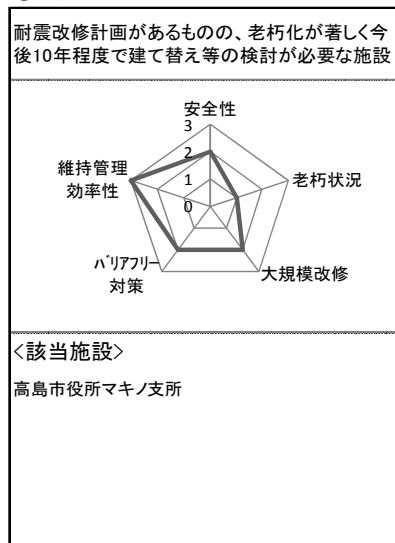 耐震改修計画があるものの、老朽化が著しく今
後10年程度で建て替え等の検討が必要な施設
安全性
3
2
1
0
老朽状況
大規模改修
バリアフリー
対策
維持管理
効率性
<該当施設>
高島市役所マキノ支所